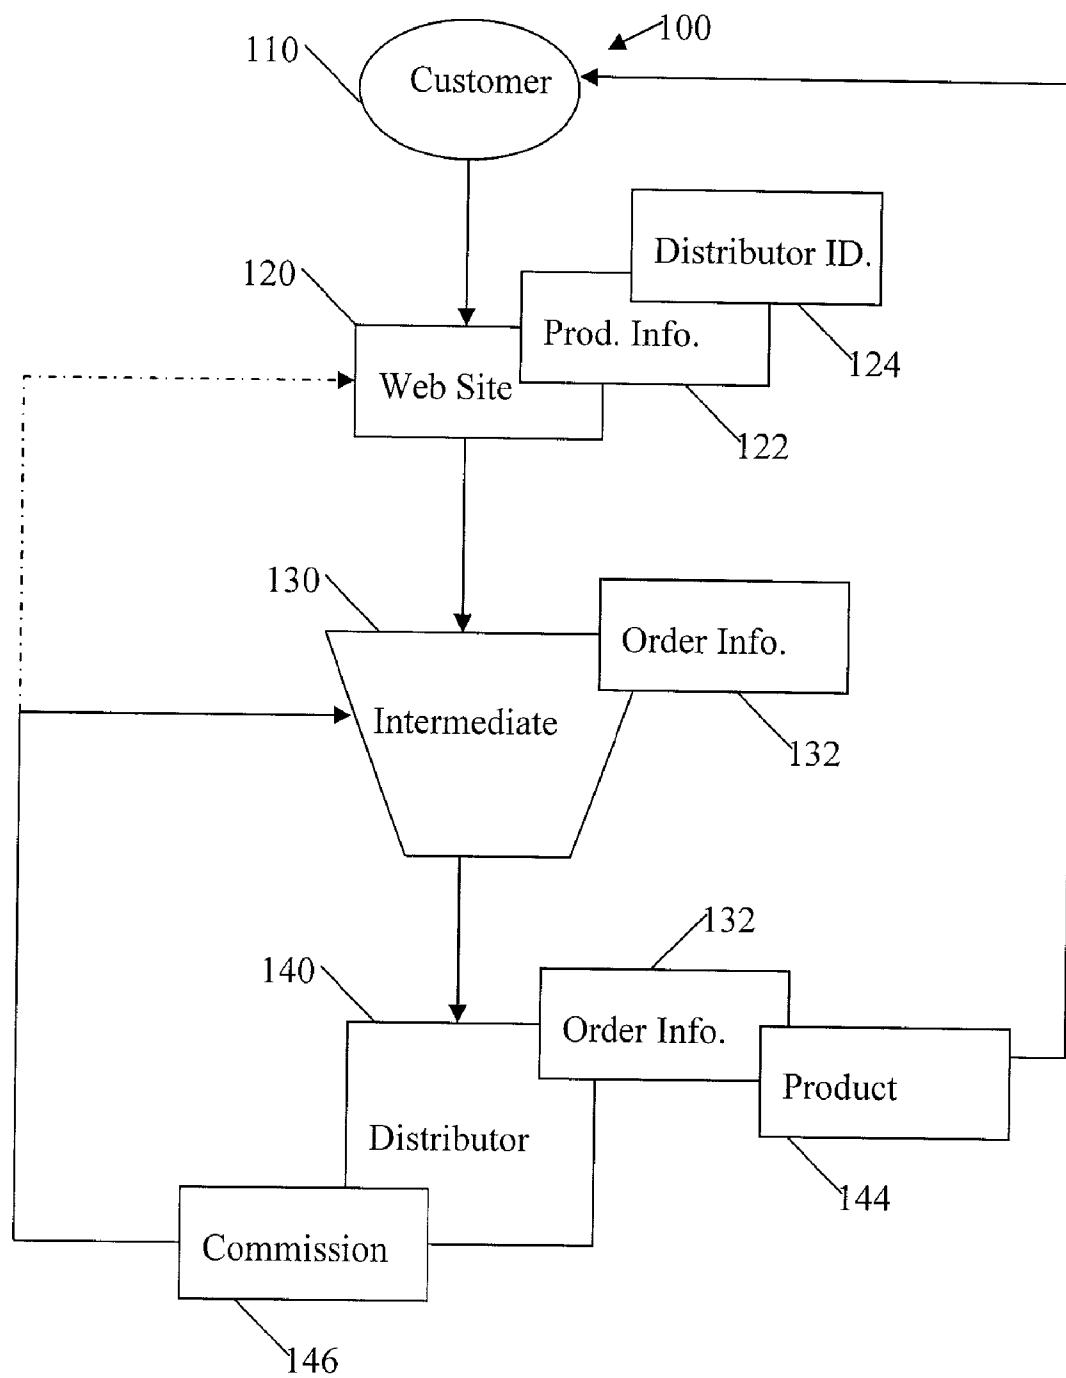 100
110
Customer
Distributor ID.
120
Prod. Info.
124
Web Site
122
130
Order Info.
Intermediate
132
132
140
Order Info.
Product
Distributor
144
Commission
146